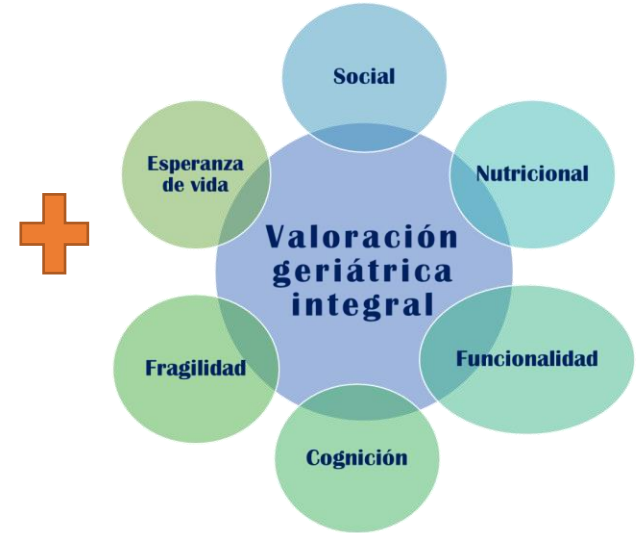 Social
Nutricional
Funcionalidad
Cognición
Fragilidad
Esperanza
de vida
Valoración
geriátrica
integral